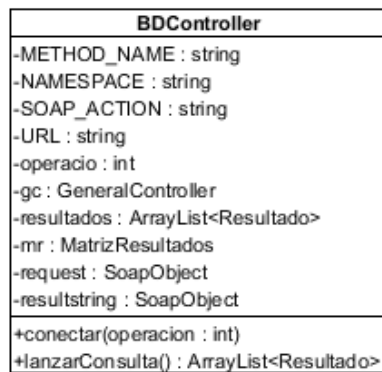 BDController
-METHOD_NAME : string
-NAMESPACE : string
-SOAP_ACTION : string
-URL : string
-operacio : int
-gc : GeneralController
-resultados : ArrayList<Resultado>
-mr : MatrizResultados
-request : SoapObject
-resultstring : SoapObject
+conectar(operacion : int)
+lanzarConsulta() : ArrayList<Resultado>